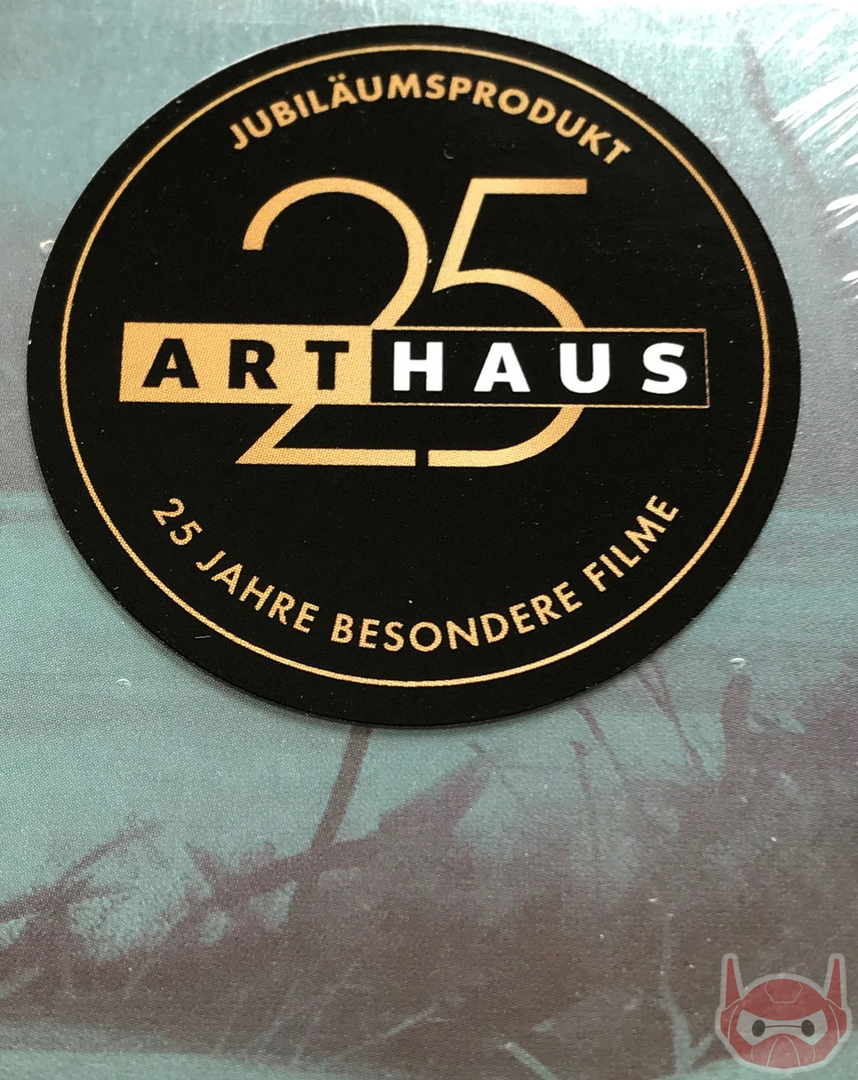 JUBILÄUMSPRODUKT
25
ARTHAUS
25 JAHRE BESONDERE FILME